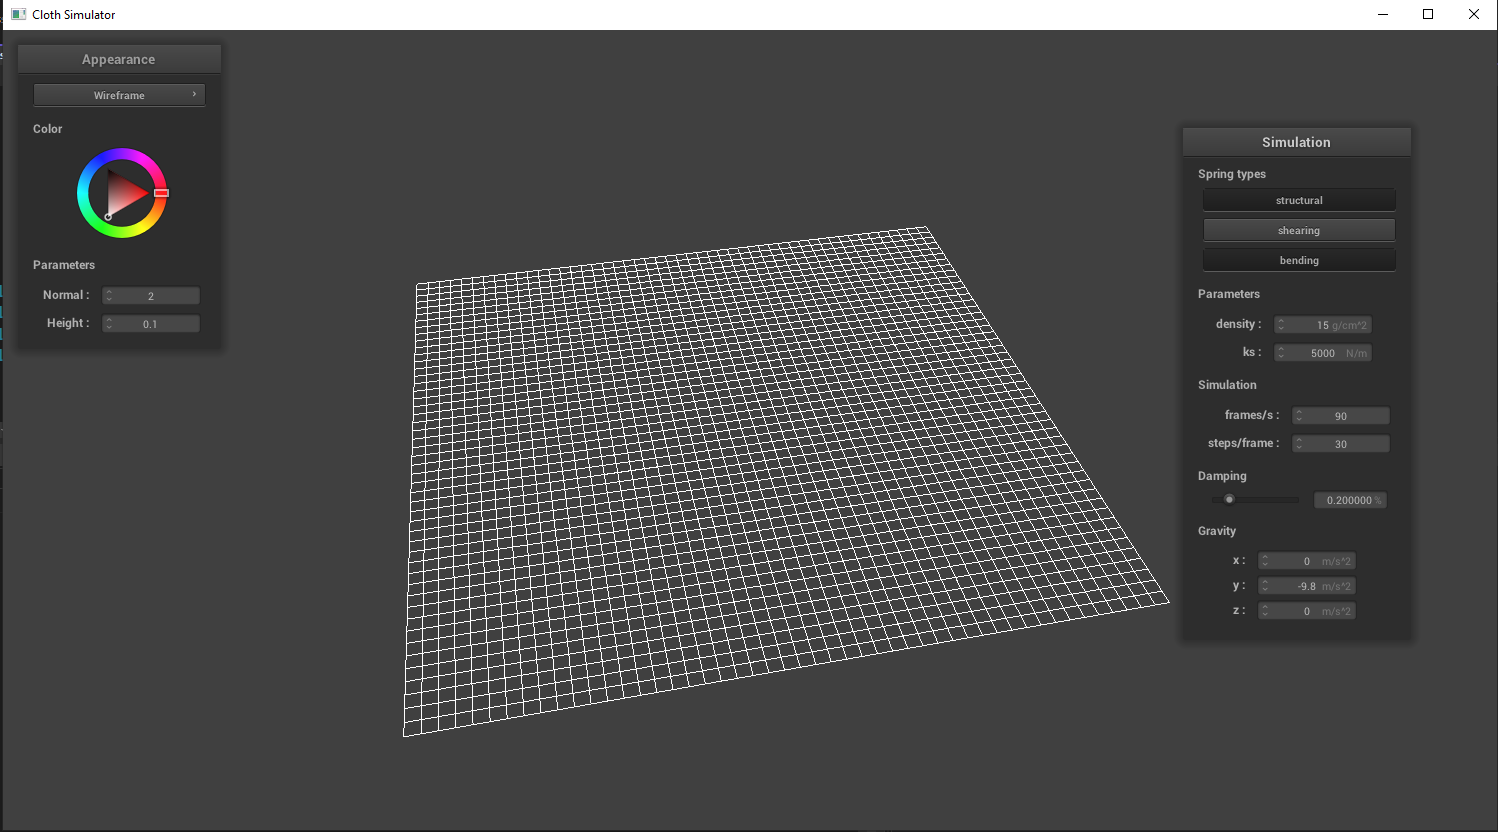 Cloth Simulator
Appearance
Wireframe
Color
Parameters
Normal : 2
Height : 0.1
Simulation
Spring types
structural
shearing
bending
Parameters
density : 15 g/cm^2
ks : 5000 N/m
Simulation
frames/s : 90
steps/frame : 30
Damping
0.200000 %
Gravity
x : 0 m/s^2
y : -9.8 m/s^2
z : 0 m/s^2